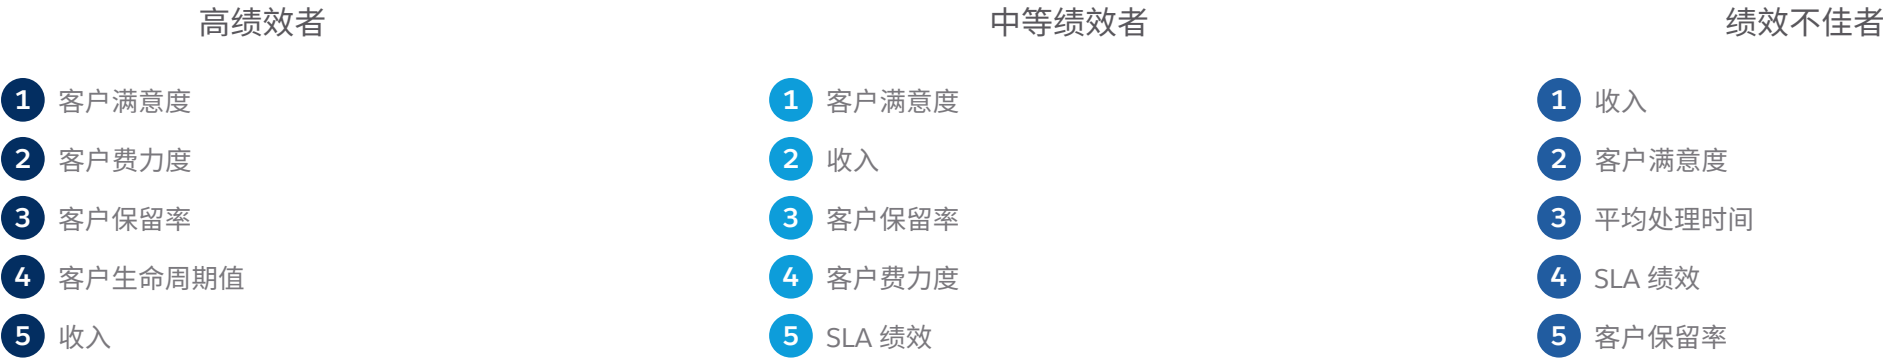 高绩效者
1 客户满意度
2 客户费力度
3 客户保留率
4 客户生命周期值
5 收入
中等绩效者
1 客户满意度
2 收入
3 客户保留率
4 客户费力度
5 SLA 绩效
绩效不佳者
1 收入
2 客户满意度
3 平均处理时间
4 SLA 绩效
5 客户保留率